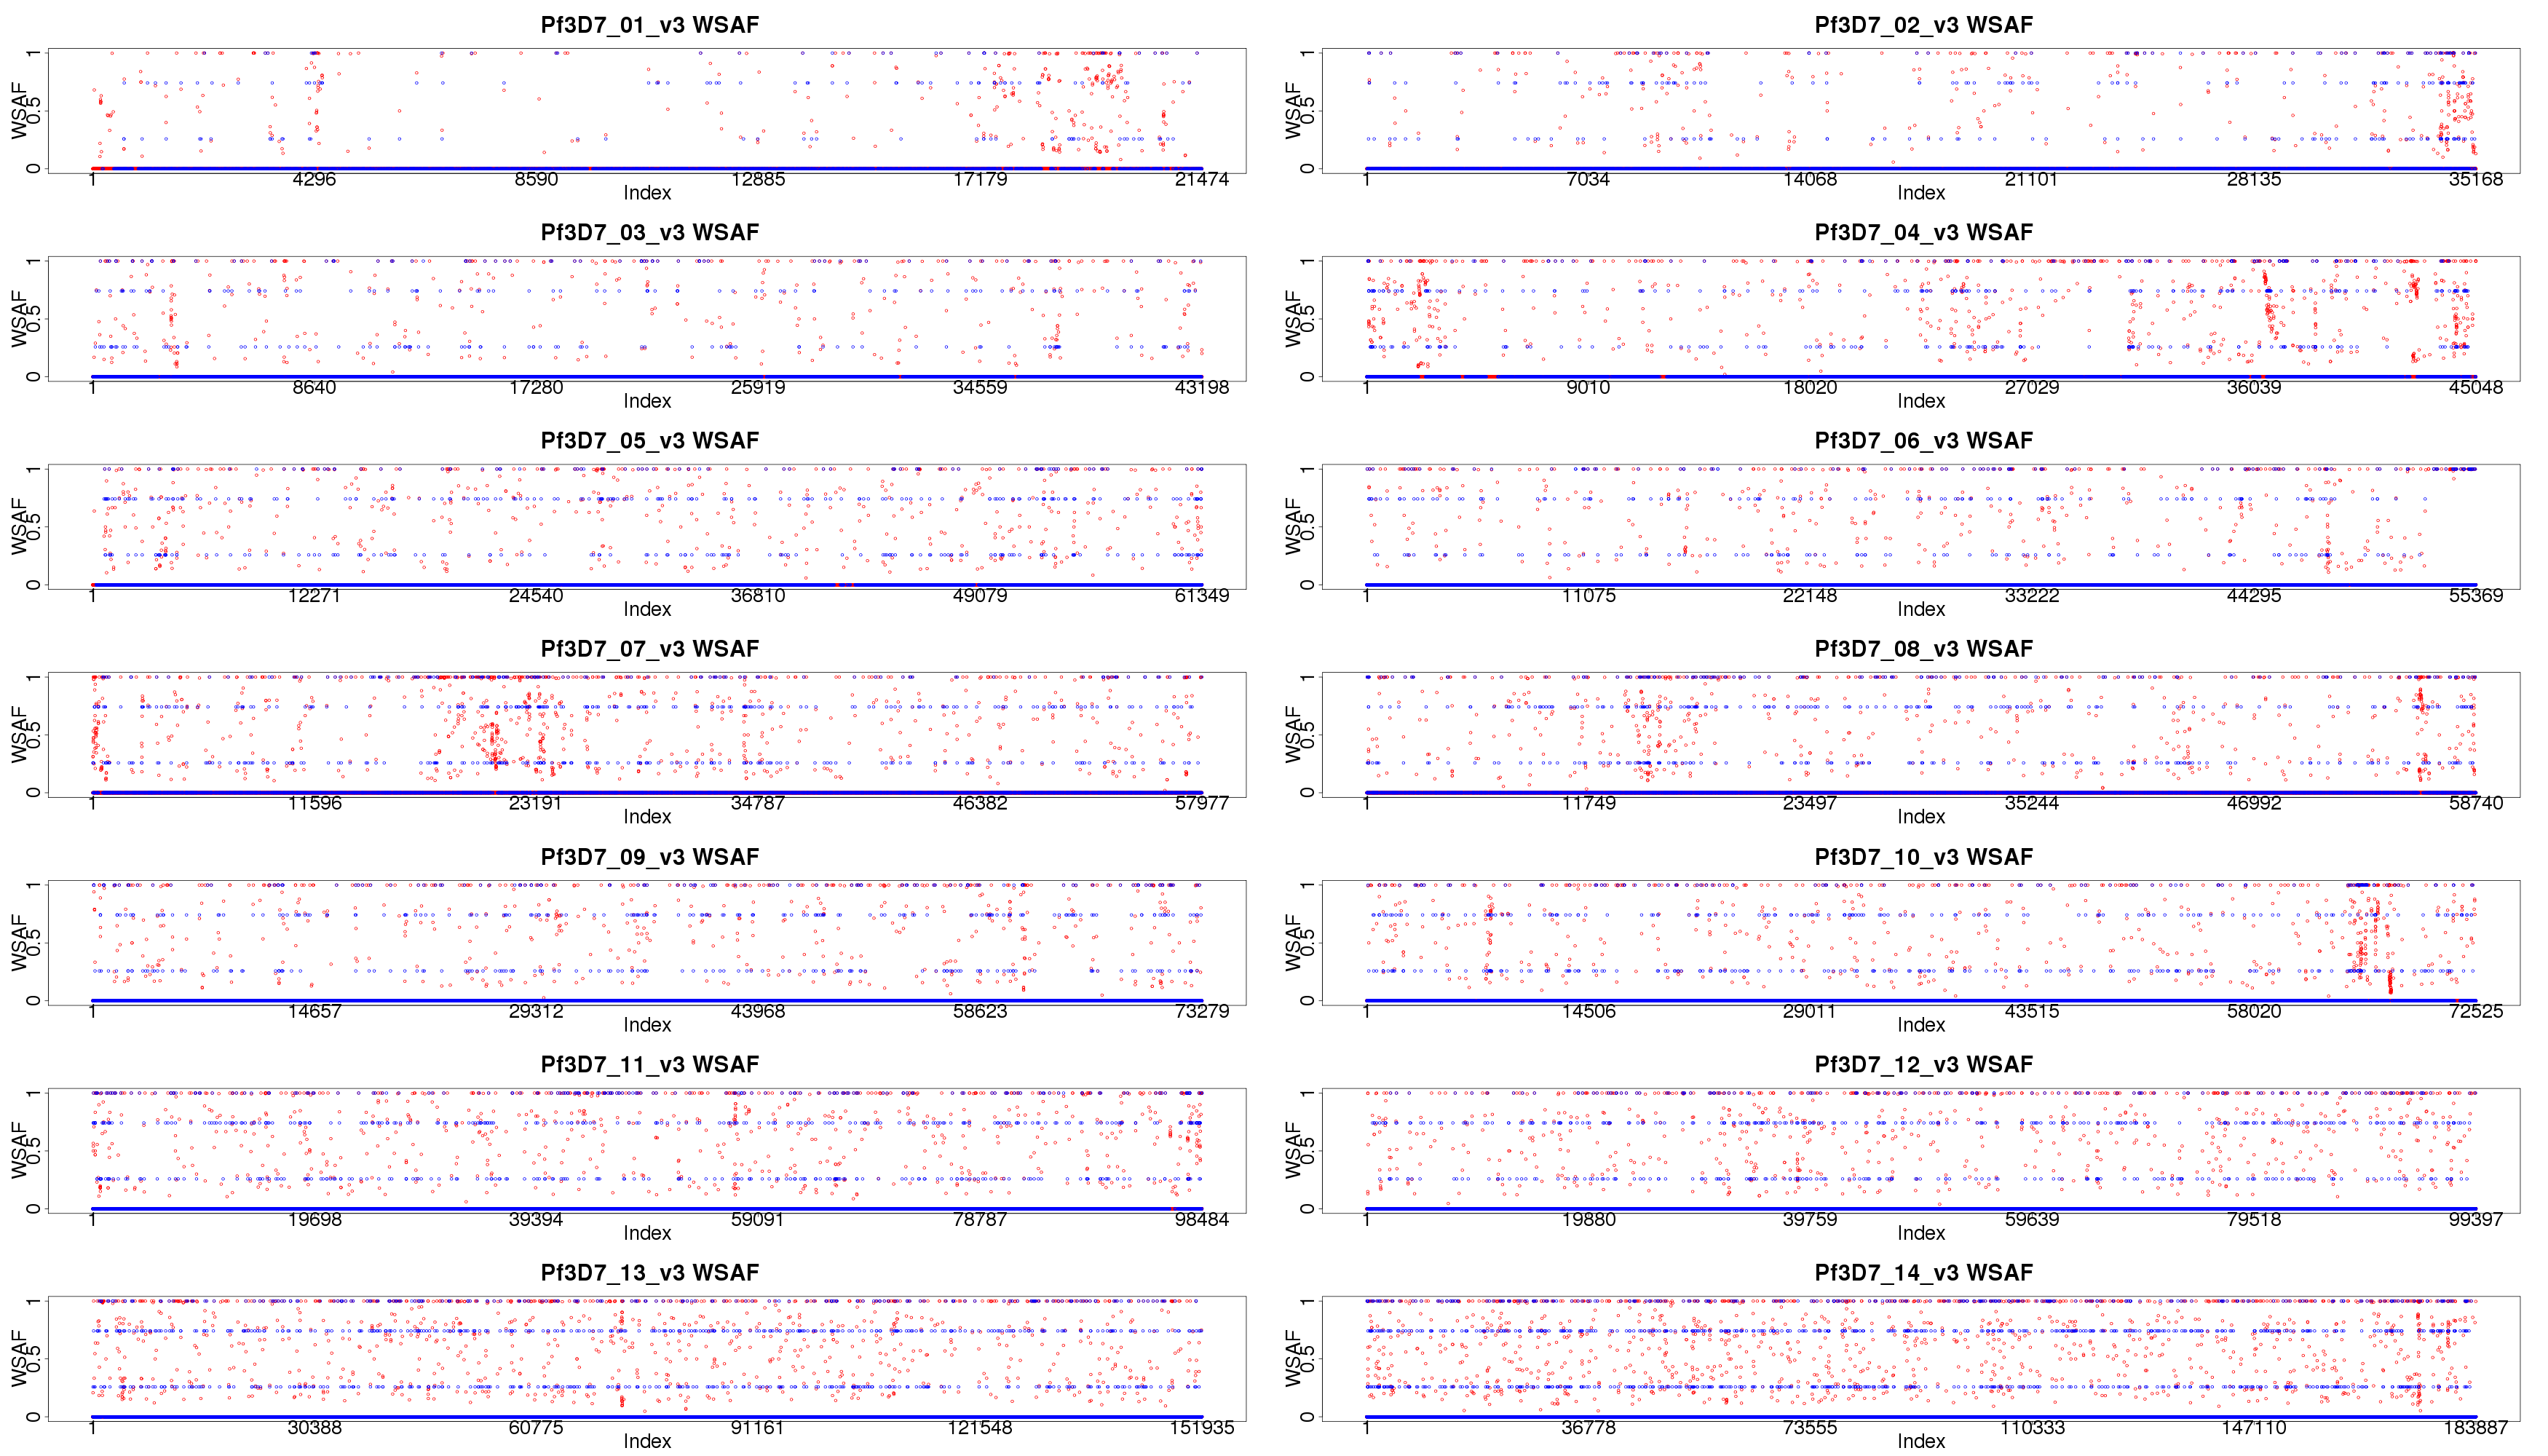 Pf3D7_01_v3 WSAF
WSAF
0 0.5 1
1 4296 8590 12885 17179 21474
Index
Pf3D7_02_v3 WSAF
WSAF
0 0.5 1
1 7034 14068 21101 28135 35168
Index
Pf3D7_03_v3 WSAF
WSAF
0 0.5 1
1 8640 17280 25919 34559 43198
Index
Pf3D7_04_v3 WSAF
WSAF
0 0.5 1
1 9010 18020 27029 36039 45048
Index
Pf3D7_05_v3 WSAF
WSAF
0 0.5 1
1 12271 24540 36810 49079 61349
Index
Pf3D7_06_v3 WSAF
WSAF
0 0.5 1
1 11075 22148 33222 44295 55369
Index
Pf3D7_07_v3 WSAF
WSAF
0 0.5 1
1 11596 23191 34787 46382 57977
Index
Pf3D7_08_v3 WSAF
WSAF
0 0.5 1
1 11749 23497 35244 46992 58740
Index
Pf3D7_09_v3 WSAF
WSAF
0 0.5 1
1 14657 29312 43968 58623 73279
Index
Pf3D7_10_v3 WSAF
WSAF
0 0.5 1
1 14506 29011 43515 58020 72525
Index
Pf3D7_11_v3 WSAF
WSAF
0 0.5 1
1 19698 39394 59091 78787 98484
Index
Pf3D7_12_v3 WSAF
WSAF
0 0.5 1
1 19880 39759 59639 79518 99397
Index
Pf3D7_13_v3 WSAF
WSAF
0 0.5 1
1 30388 60775 91161 121548 151935
Index
Pf3D7_14_v3 WSAF
WSAF
0 0.5 1
1 36778 73555 110333 147110 183887
Index